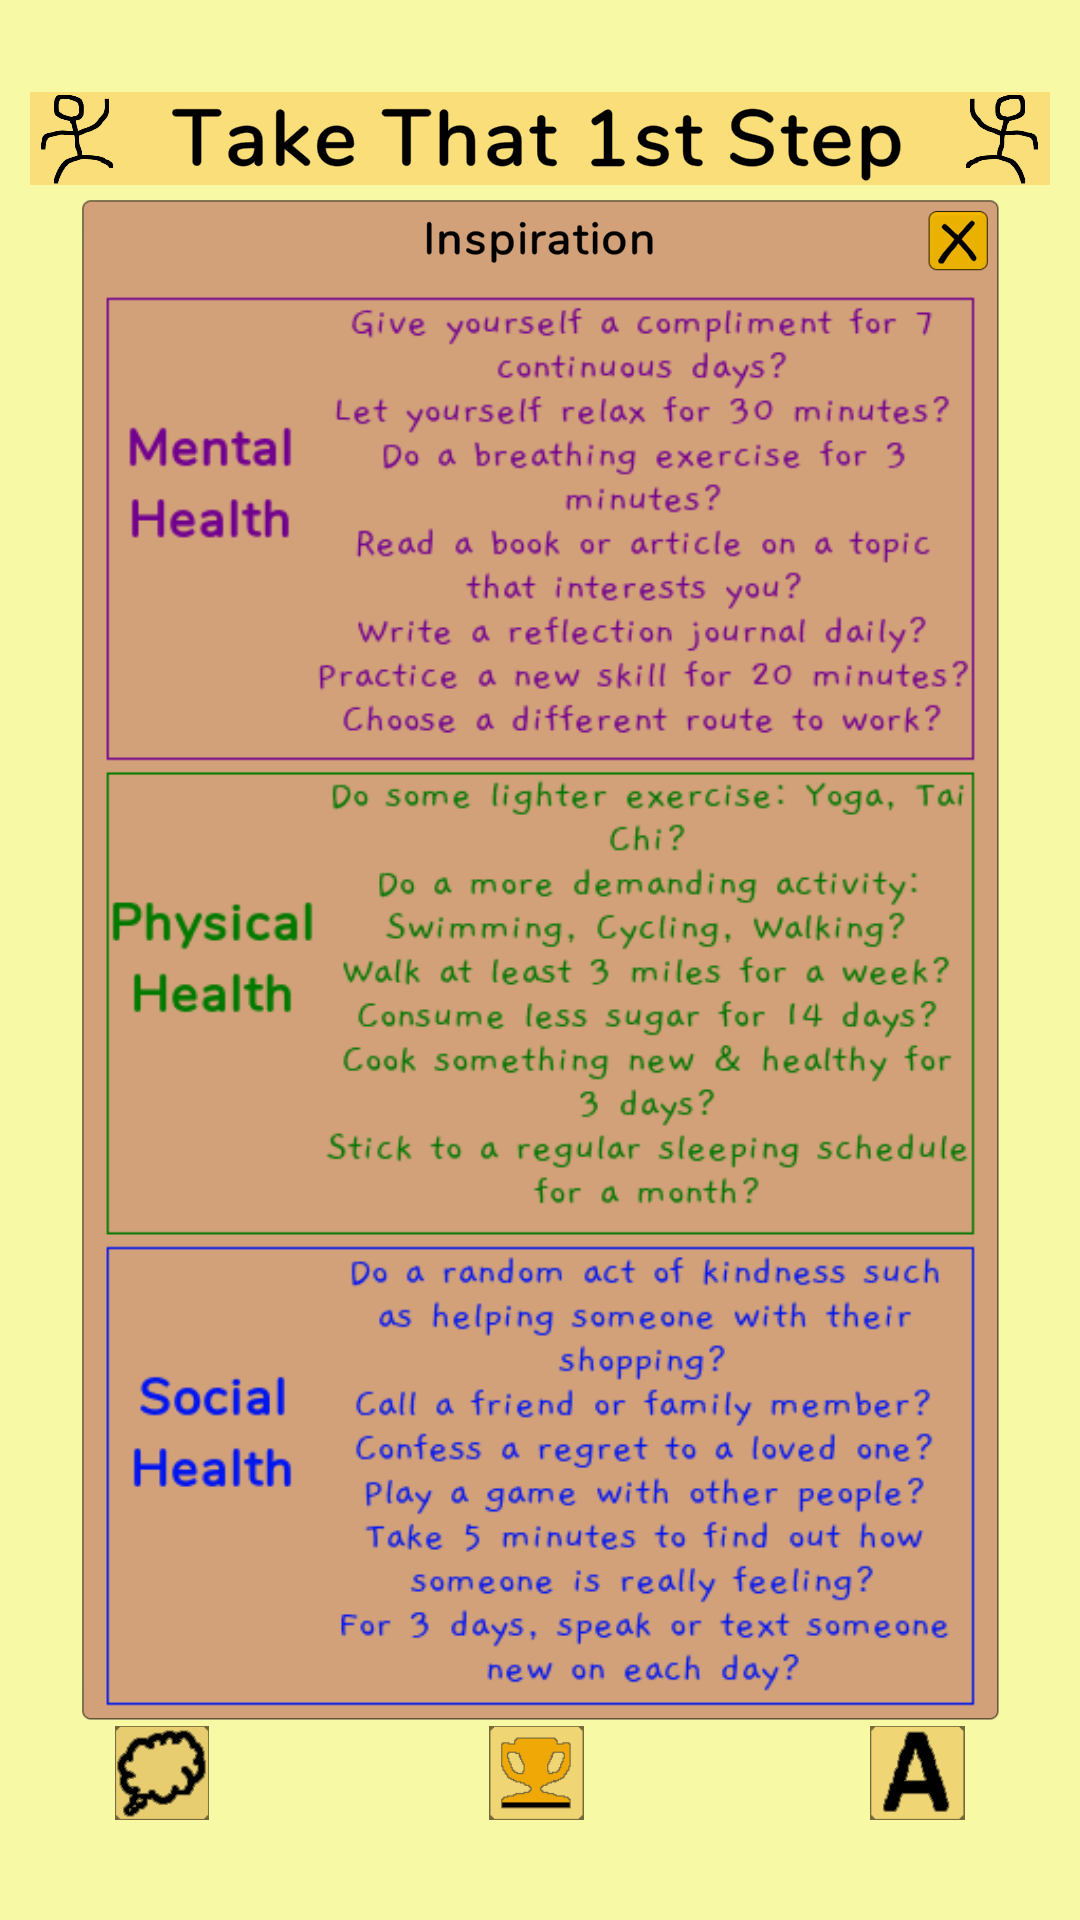 Take That 1st Step
Inspiration
Mental
Health
Give yourself a compliment for 7
continuous days?
Let yourself relax for 30 minutes?
Do a breathing exercise for 3
minutes?
Read a book or article on a topic
that interests you?
Write a reflection journal daily?
Practice a new skill for 20 minutes?
Choose a different route to work?
Physical
Health
Do some lighter exercise: Yoga, Tai
Chi?
Do a more demanding activity:
Swimming, Cycling, Walking?
Walk at least 3 miles for a week?
Consume less sugar for 14 days?
Cook something new & healthy for
3 days?
Stick to a regular sleeping schedule
for a month?
Social
Health
Do a random act of kindness such
as helping someone with their
shopping?
Call a friend or family member?
Confess a regret to a loved one?
Play a game with other people?
Take 5 minutes to find out how
someone is really feeling?
For 3 days, speak or text someone
new on each day?
A